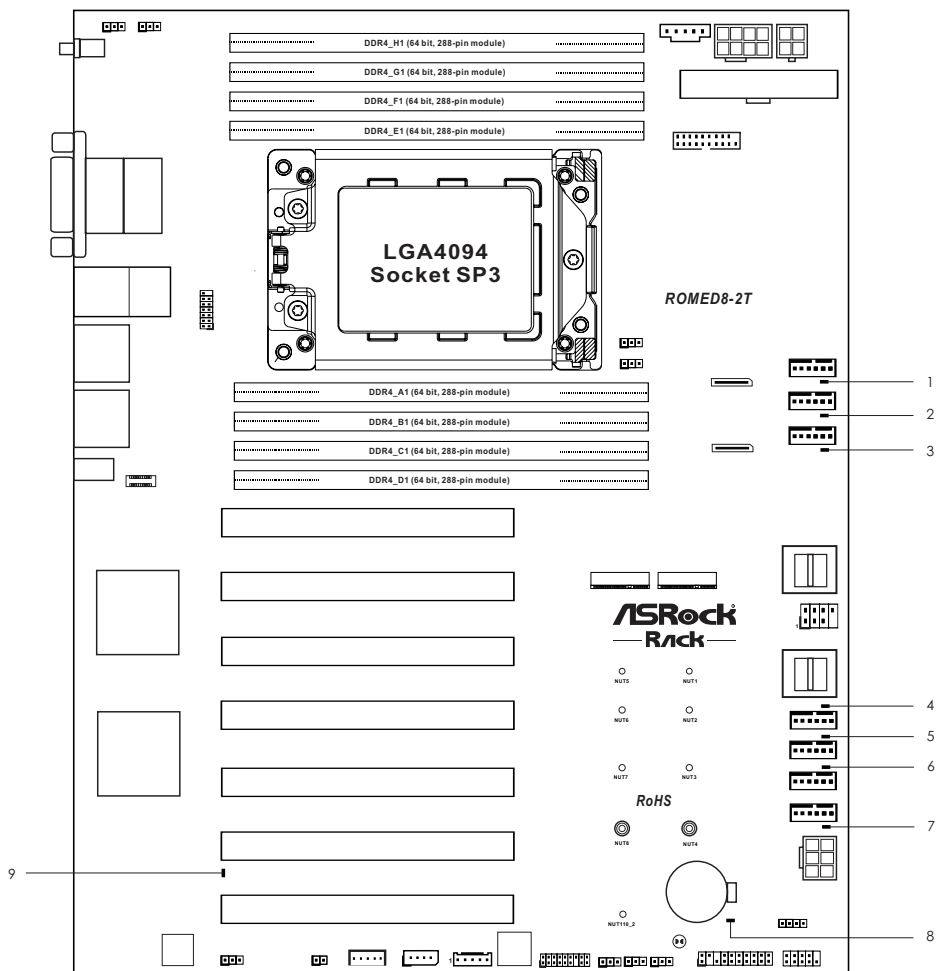 DDR4_H1 (64 bit, 288-pin module)
DDR4_G1 (64 bit, 288-pin module)
DDR4_F1 (64 bit, 288-pin module)
DDR4_E1 (64 bit, 288-pin module)
LGA4094
Socket SP3
ROMED8-2T
DDR4_A1 (64 bit, 288-pin module)
1
DDR4_B1 (64 bit, 288-pin module)
2
DDR4_C1 (64 bit, 288-pin module)
3
DDR4_D1 (64 bit, 288-pin module)
ASRock
Rack
1
NUT5 NUT1
4
NUT6 NUT2
5
6
NUT7 NUT3
RoHS
7
NUT8 NUT4
9
NUT110_2
8
1